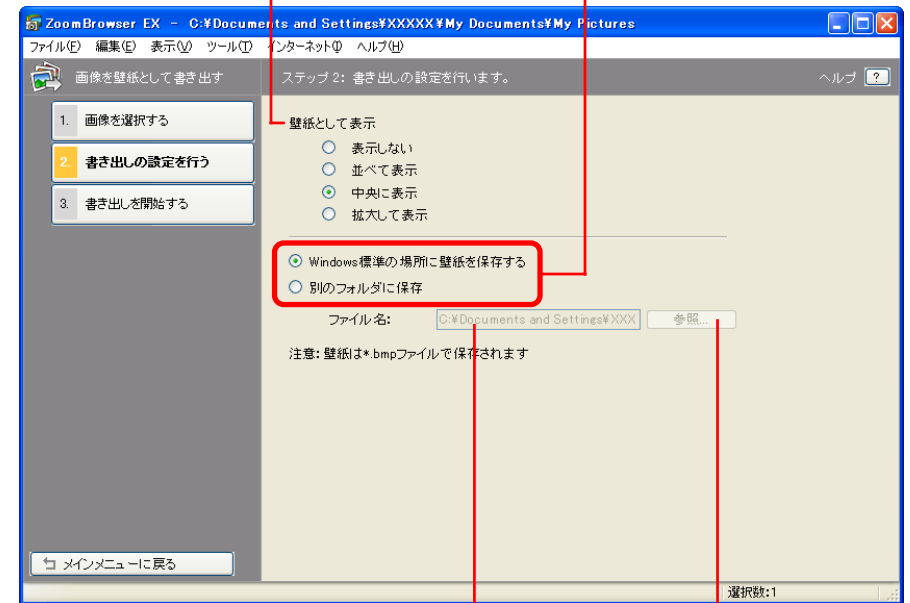 ZoomBrowser EX - C:¥Documents and Settings¥XXXXX¥My Documents¥My Pictures
ファイル(F) 編集(E) 表示(V) ツール(T) インターネット(I) ヘルプ(H)
画像を壁紙として書き出す
ステップ 2: 書き出しの設定を行います。
ヘルプ ?
1. 画像を選択する
2. 書き出しの設定を行う
3. 書き出しを開始する
壁紙として表示
表示しない
並べて表示
中央に表示
拡大して表示
Windows標準の場所に壁紙を保存する
別のフォルダに保存
ファイル名: C:¥Documents and Settings¥XXX 参照...
注意: 壁紙は*.bmpファイルで保存されます
メインメニューに戻る
選択数:1